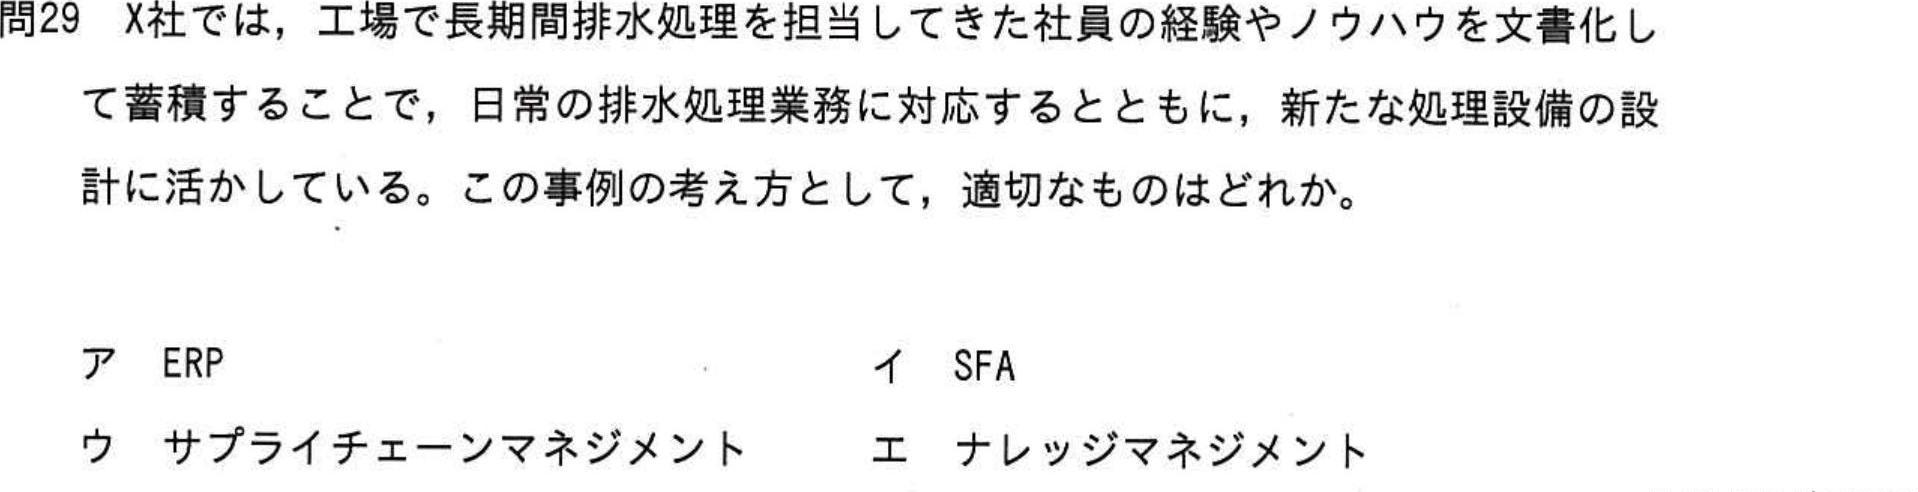 問29　X社では，工場で長期間排水処理を担当してきた社員の経験やノウハウを文書化し
て蓄積することで，日常の排水処理業務に対応するとともに，新たな処理設備の設
計に活かしている。この事例の考え方として，適切なものはどれか。
ア　ERP　イ　SFA
ウ　サプライチェーンマネジメント　エ　ナレッジマネジメント